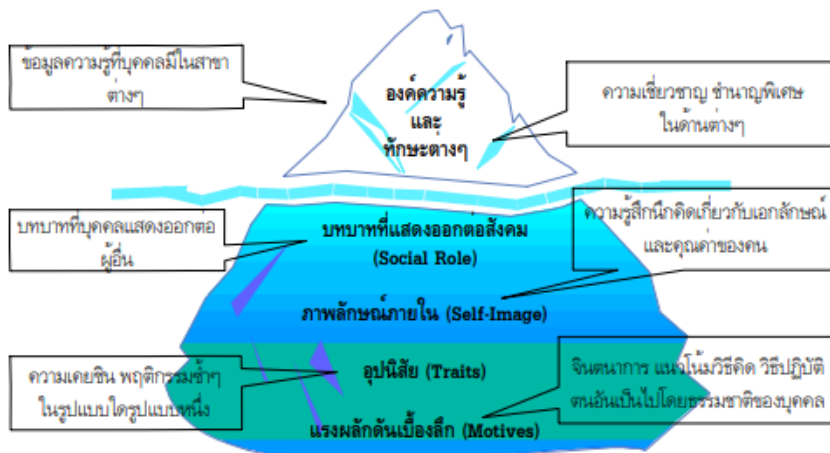 ข้อมูลความรู้ที่บุคคลมีในสาขา
ต่างๆ
องค์ความรู้
และ
ทักษะต่างๆ
ความเชี่ยวชาญ ชำนาญพิเศษ
ในด้านต่างๆ
บทบาทที่บุคคลแสดงออกต่อ
ผู้อื่น
บทบาทที่แสดงออกต่อสังคม
(Social Role)
ความรู้สึกนึกคิดเกี่ยวกับเอกลักษณ์
และคุณค่าของคน
ภาพลักษณ์ภายใน (Self-Image)
ความเคยชิน พฤติกรรมซ้ำๆ
ในรูปแบบใดรูปแบบหนึ่ง
อุปนิสัย (Traits)
จินตนาการ แนวโน้มวิธีคิด วิธีปฏิบัติ
ตนอันเป็นไปโดยธรรมชาติของบุคคล
แรงผลักดันเบื้องลึก (Motives)